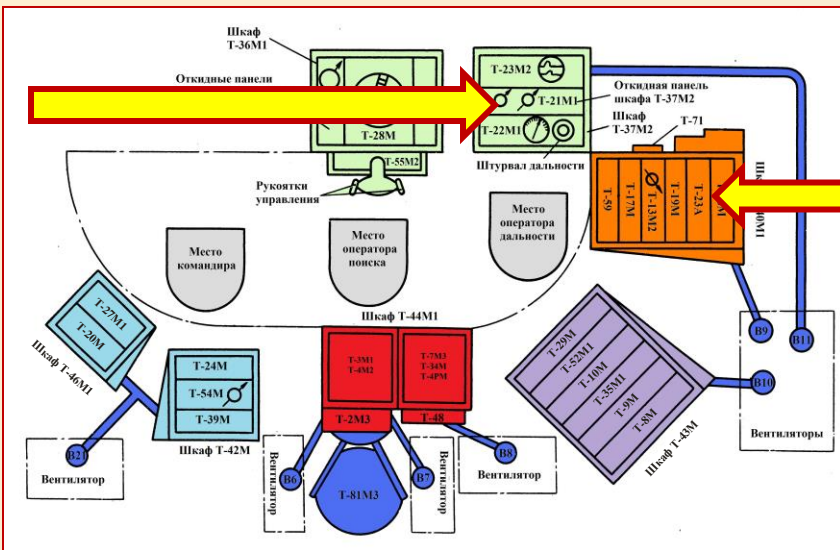 Шкаф
Т-36М1
Откидные панели
Т-28М
Т-55М2
Рукоятки
управления
Т-23М2
Т-21М1
Т-22М1
Откидная панель
шкафа Т-37М2
Шкаф
Т-37М2
Т-71
Штурвал дальности
Т-59
Т-17М
Т-13М2
Т-19М
Т-23А
Место
командира
Место
оператора
поиска
Место
оператора
дальности
Шкаф Т-44М1
Т-27М1
Т-20М
Шкаф Т-46М1
Т-24М
Т-54М
Т-39М
Шкаф Т-42М
В21
Вентилятор
Т-3М1
Т-4М2
Т-7М3
Т-34М
Т-4РМ
Т-2М3
Т-48
В6
Вентилятор
Т-81М3
В7
Вентилятор
В8
Вентилятор
Т-29М
Т-52М1
Т-10М
Т-35М1
Т-9М
Т-8М
Шкаф Т-43М
В9
В11
В10
Вентиляторы